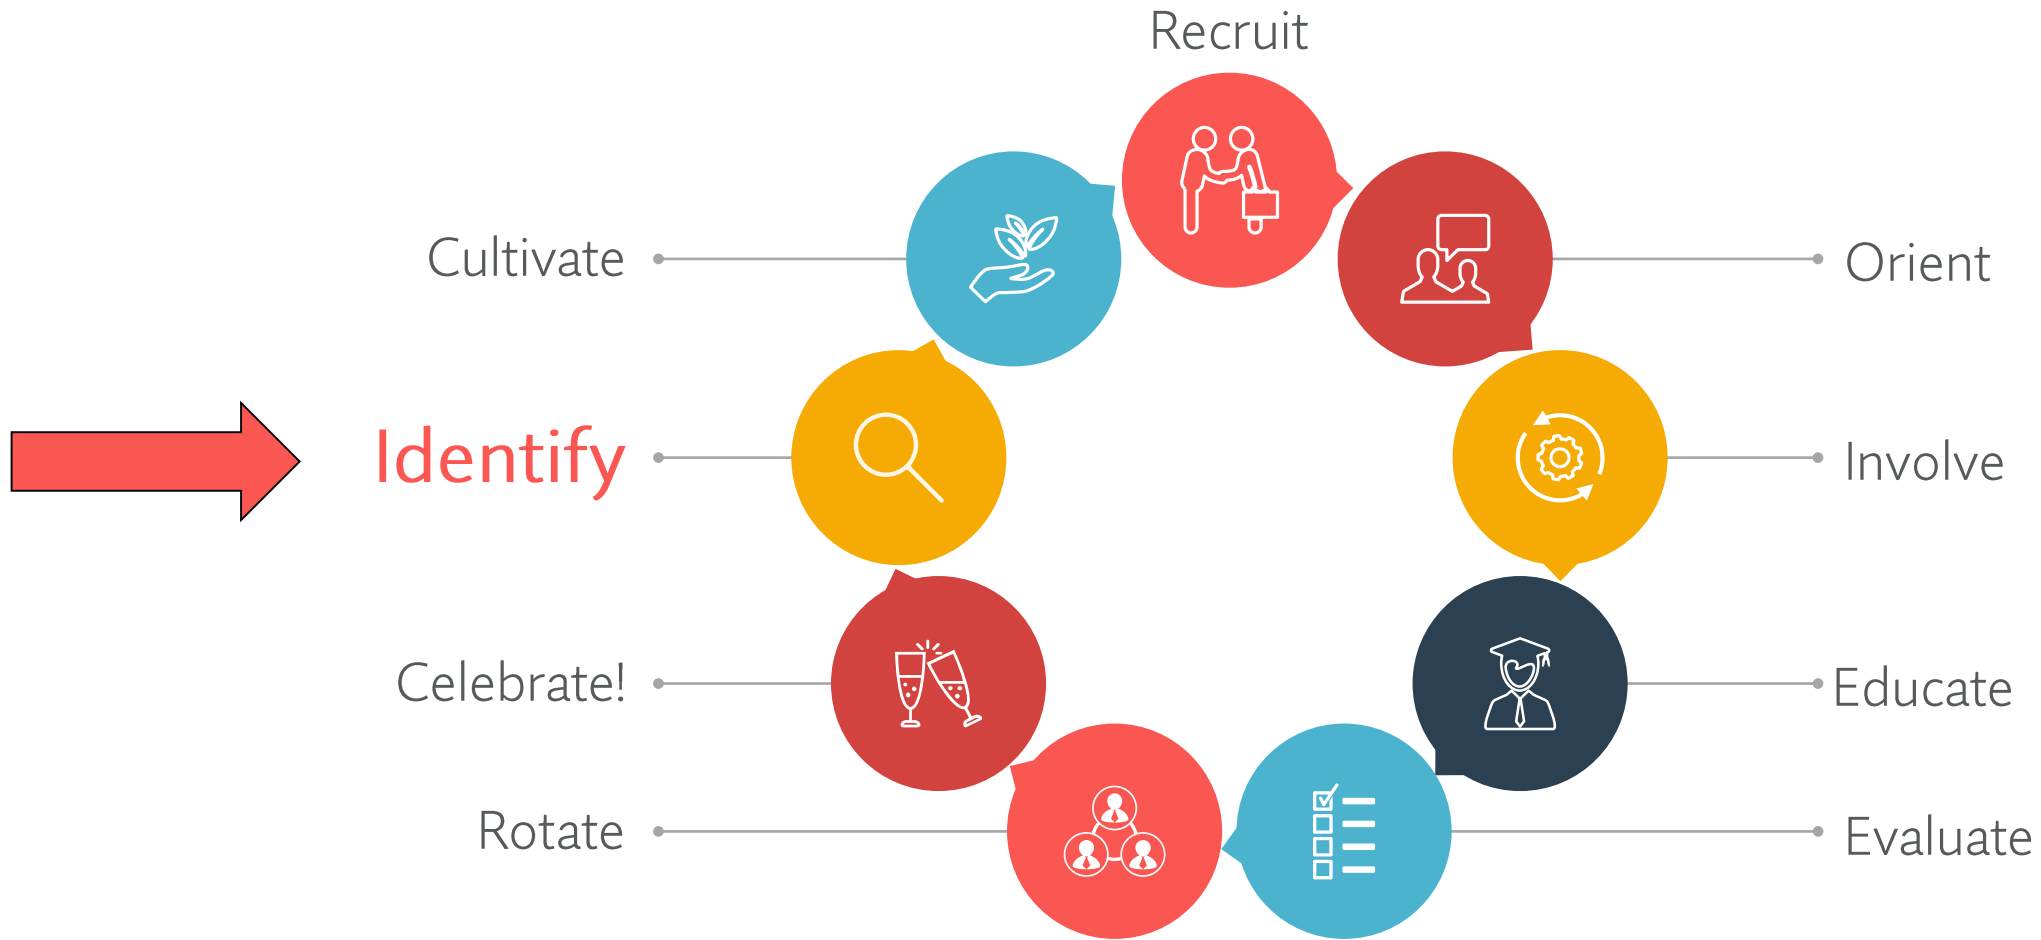 Recruit
Cultivate
Orient
Identify
Involve
Celebrate!
Educate
Rotate
Evaluate